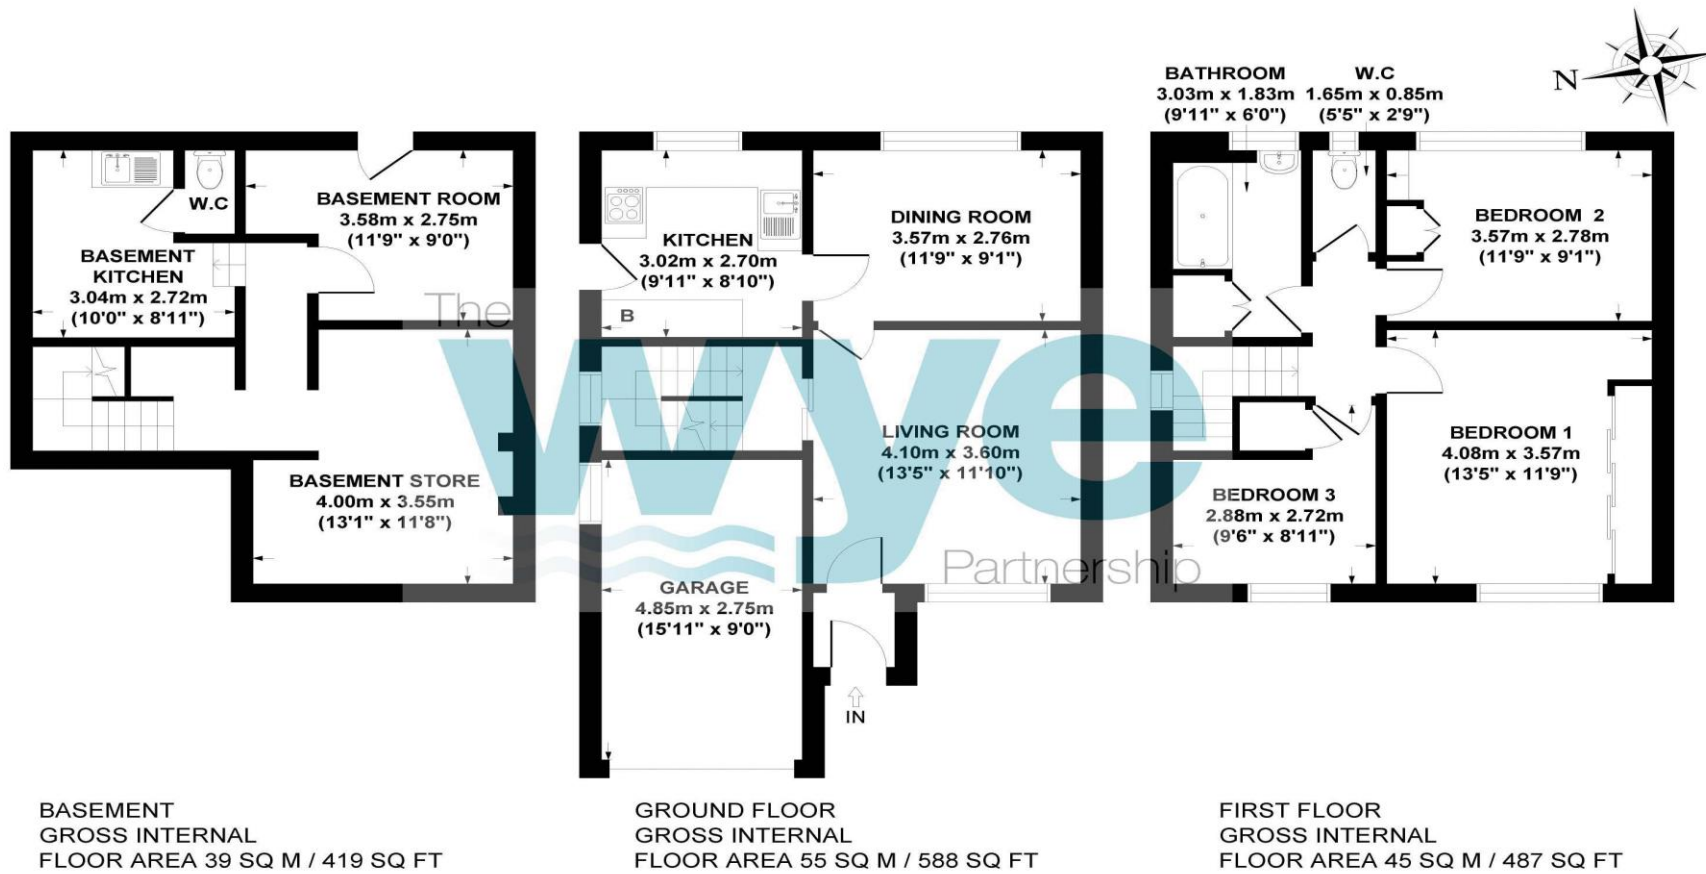 N
BATHROOM
3.03m x 1.83m
(9'11" x 6'0")
W.C
1.65m x 0.85m
(5'5" x 2'9")
W.C
BASEMENT ROOM
3.58m x 2.75m
(11'9" x 9'0")
BASEMENT
KITCHEN
3.04m x 2.72m
(10'0" x 8'11")
BASEMENT STORE
4.00m x 3.55m
(13'1" x 11'8")
KITCHEN
3.02m x 2.70m
(9'11" x 8'10")
B
DINING ROOM
3.57m x 2.76m
(11'9" x 9'1")
LIVING ROOM
4.10m x 3.60m
(13'5" x 11'10")
GARAGE
4.85m x 2.75m
(15'11" x 9'0")
IN
BEDROOM 2
3.57m x 2.78m
(11'9" x 9'1")
BEDROOM 1
4.08m x 3.57m
(13'5" x 11'9")
BEDROOM 3
2.88m x 2.72m
(9'6" x 8'11")
The
wye
Partnership
BASEMENT
GROSS INTERNAL
FLOOR AREA 39 SQ M / 419 SQ FT
GROUND FLOOR
GROSS INTERNAL
FLOOR AREA 55 SQ M / 588 SQ FT
FIRST FLOOR
GROSS INTERNAL
FLOOR AREA 45 SQ M / 487 SQ FT